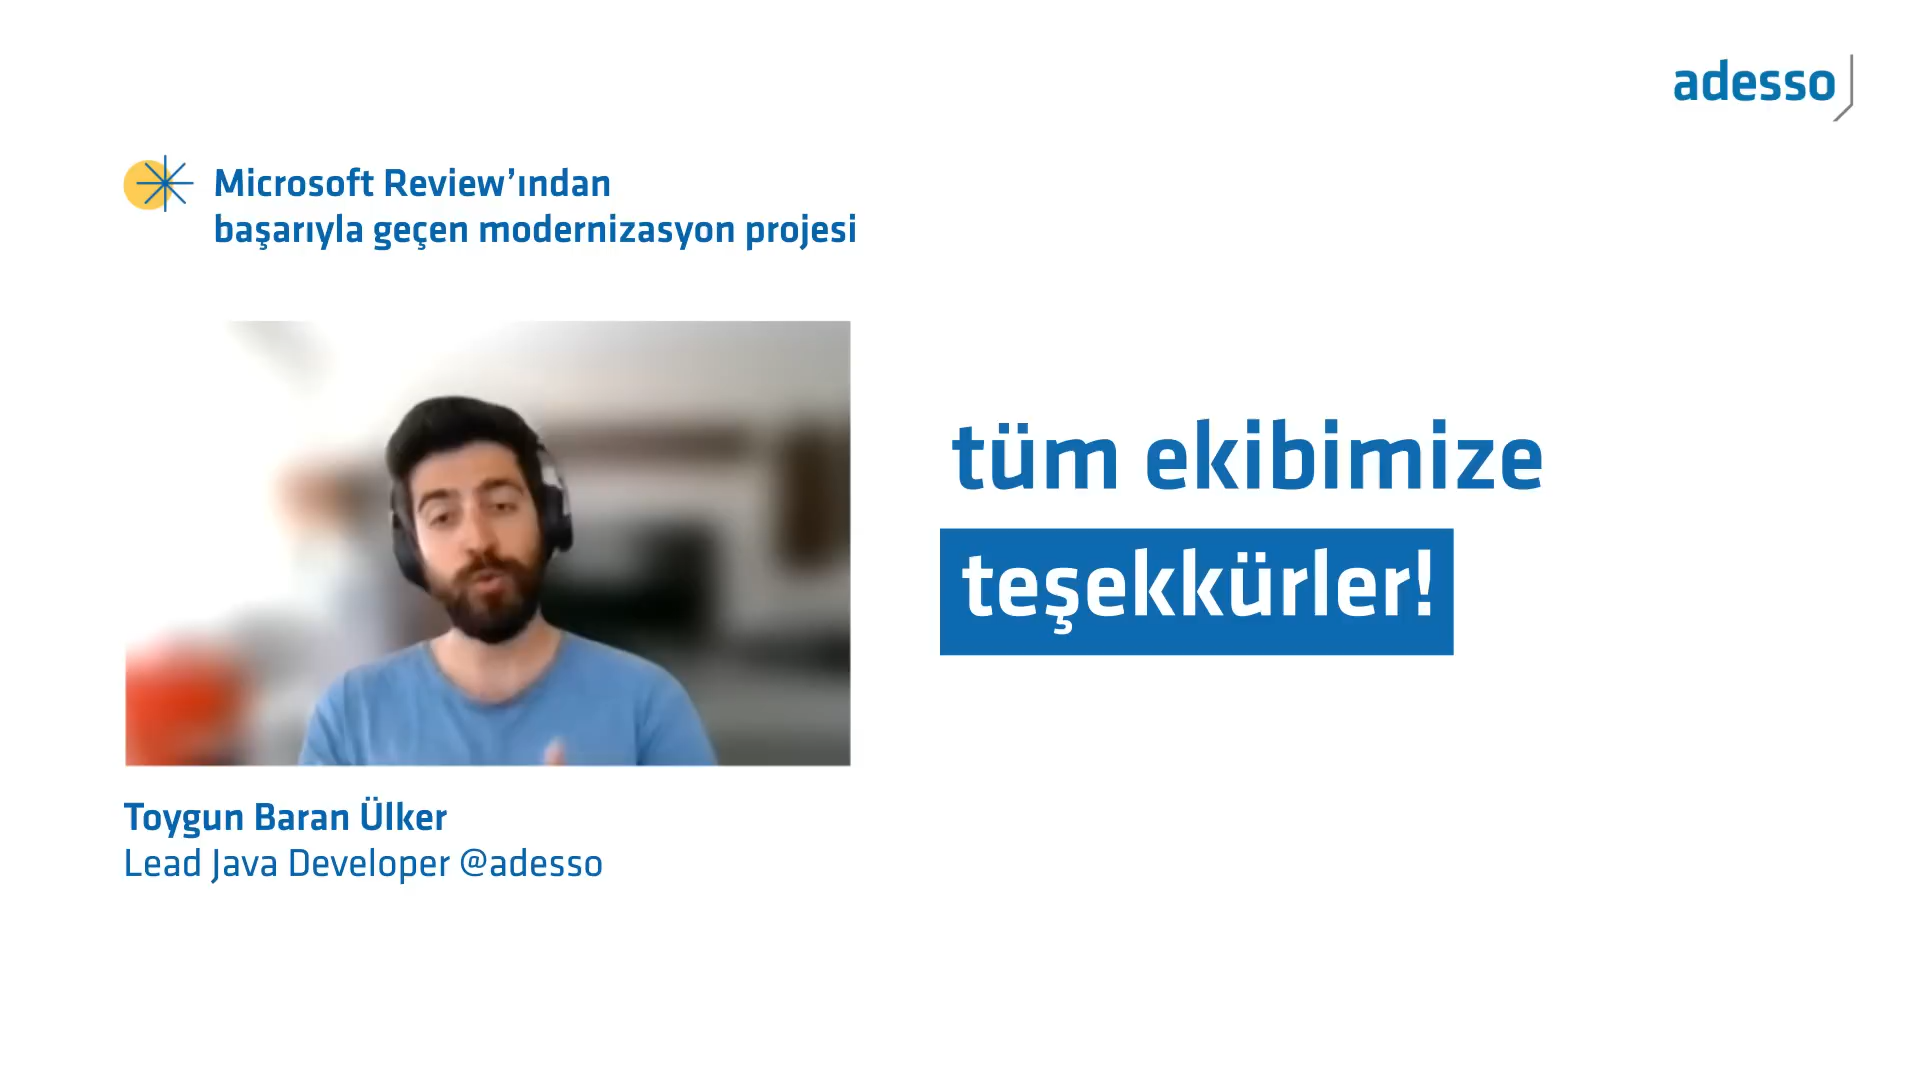 adesso
Microsoft Review’ından
başarıyla geçen modernizasyon projesi
tüm ekibimize
teşekkürler!
Toygun Baran Ülker
Lead Java Developer @adesso